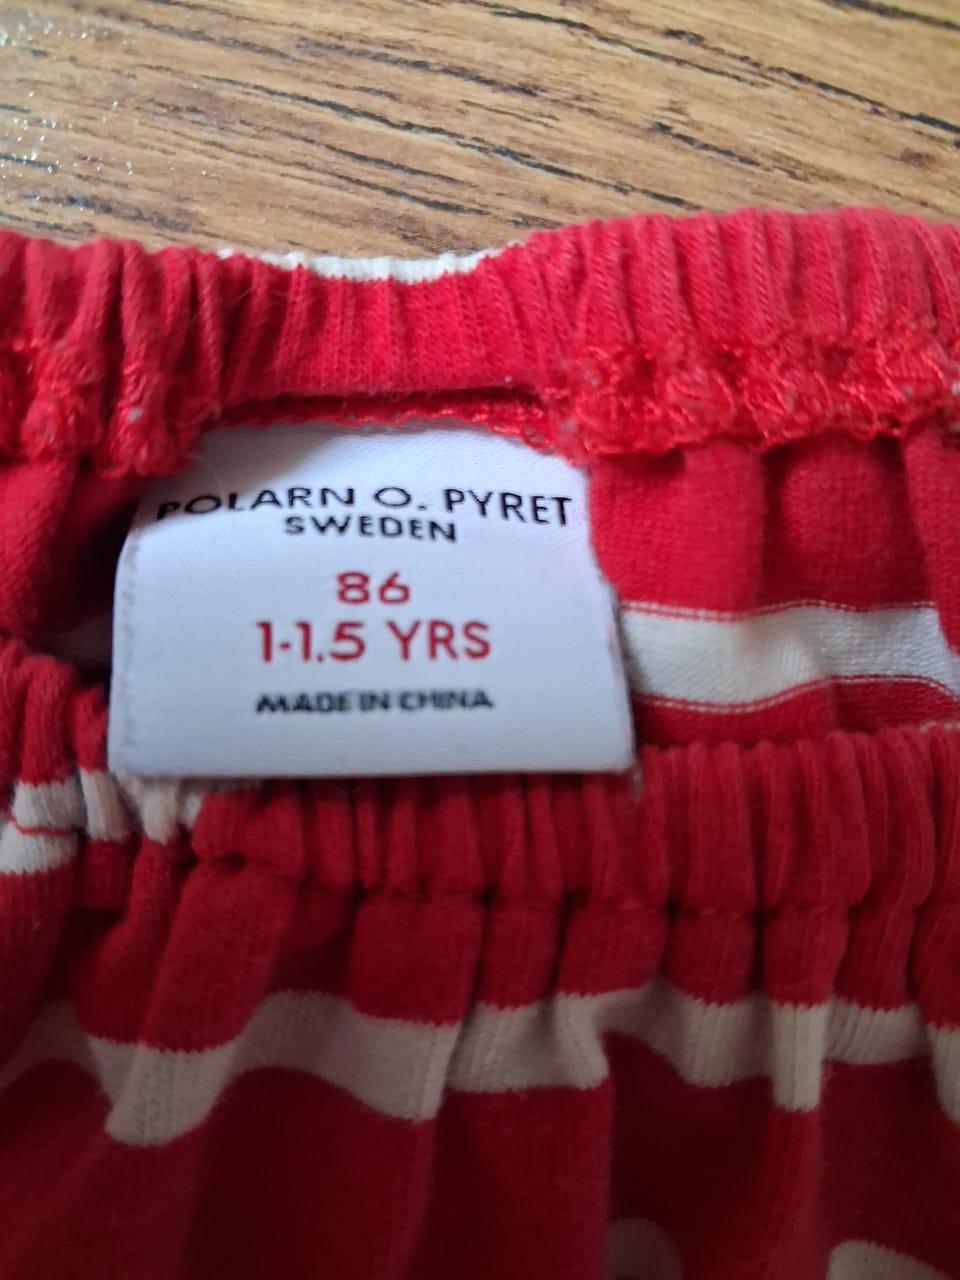 POLARN O. PYRET
SWEDEN
86
1-1.5 YRS
MADE IN CHINA